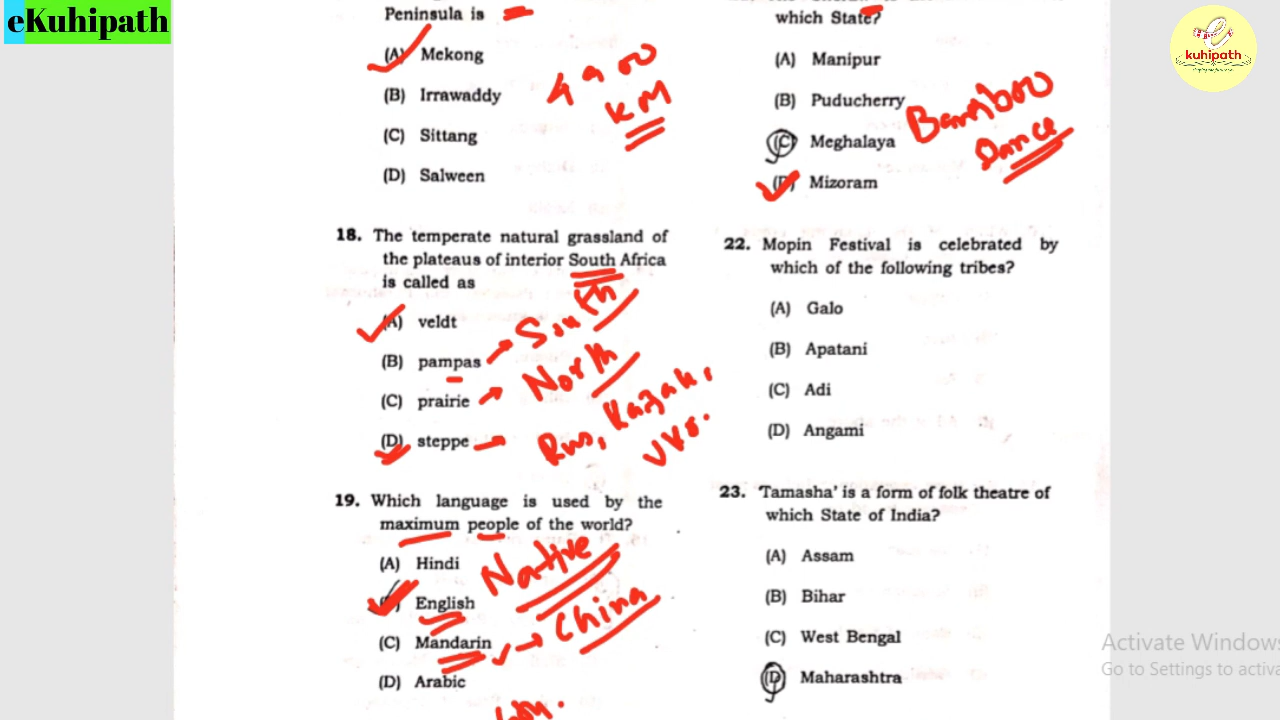 eKuhipath
kuhipath
Peninsula is
(A) Mekong
(B) Irrawaddy
(C) Sittang
(D) Salween
KM
18. The temperate natural grassland of
the plateaus of interior South Africa
is called as
(A) veldt
(B) pampas
(C) prairie
(D) steppe
South
North
Rus, Kazak,
UKr.
19. Which language is used by the
maximum people of the world?
(A) Hindi
English
(C) Mandarin
(D) Arabic
Native
China
which State?
(A) Manipur
(B) Puducherry
(C) Meghalaya
(D) Mizoram
Bamboo
Dance
22. Mopin Festival is celebrated by
which of the following tribes?
(A) Galo
(B) Apatani
(C) Adi
(D) Angami
23. 'Tamasha' is a form of folk theatre of
which State of India?
(A) Assam
(B) Bihar
(C) West Bengal
(D) Maharashtra
Activate Windows
Go to Settings to activa